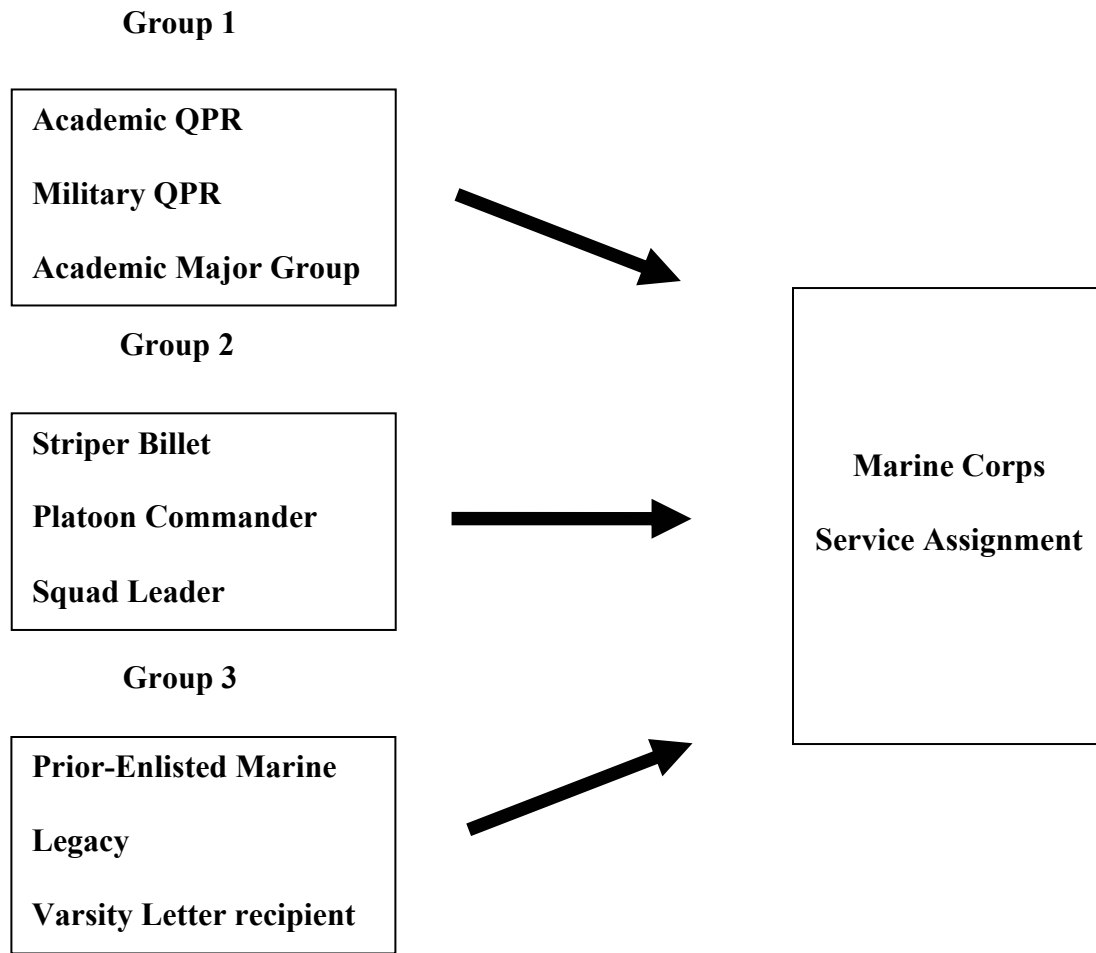 Group 1
Academic QPR
Military QPR
Academic Major Group
Group 2
Striper Billet
Platoon Commander
Squad Leader
Group 3
Prior-Enlisted Marine
Legacy
Varsity Letter recipient
Marine Corps
Service Assignment